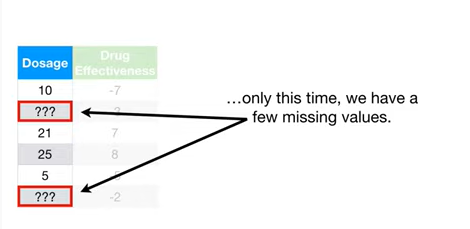 Dosage Drug Effectiveness
10 -7
???
21 7
25 8
5
??? -2
…only this time, we have a
few missing values.